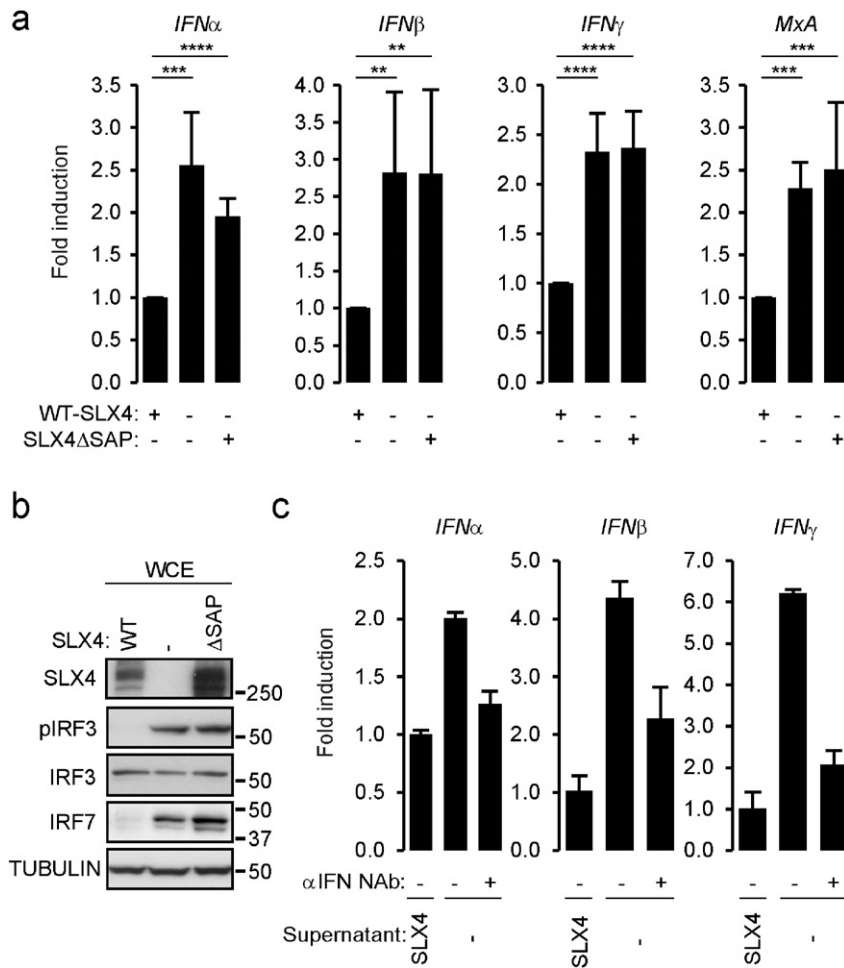 a
IFNα IFNβ IFNγ MxA
**** ** **** ***
*** ** **** ***
Fold induction
3.5 3.0 2.5 2.0 1.5 1.0 0.5 0.0
4.0 3.5 3.0 2.5 2.0 1.5 1.0 0.5 0.0
3.0 2.5 2.0 1.5 1.0 0.5 0.0
3.5 3.0 2.5 2.0 1.5 1.0 0.5 0.0
WT-SLX4: + - - + - - + - - + - -
SLX4ΔSAP: - - + - - + - - + - - +
b
WCE
SLX4: WT - ΔSAP
SLX4 250
pIRF3 50
IRF3 50
IRF7 50
37
TUBULIN 50
c
IFNα IFNβ IFNγ
Fold induction
2.5 2.0 1.5 1.0 0.5 0.0
5.0 4.0 3.0 2.0 1.0 0.0
7.0 6.0 5.0 4.0 3.0 2.0 1.0 0.0
αIFN NAb: - - + - - + - - +
Supernatant: SLX4 - SLX4 - SLX4 -